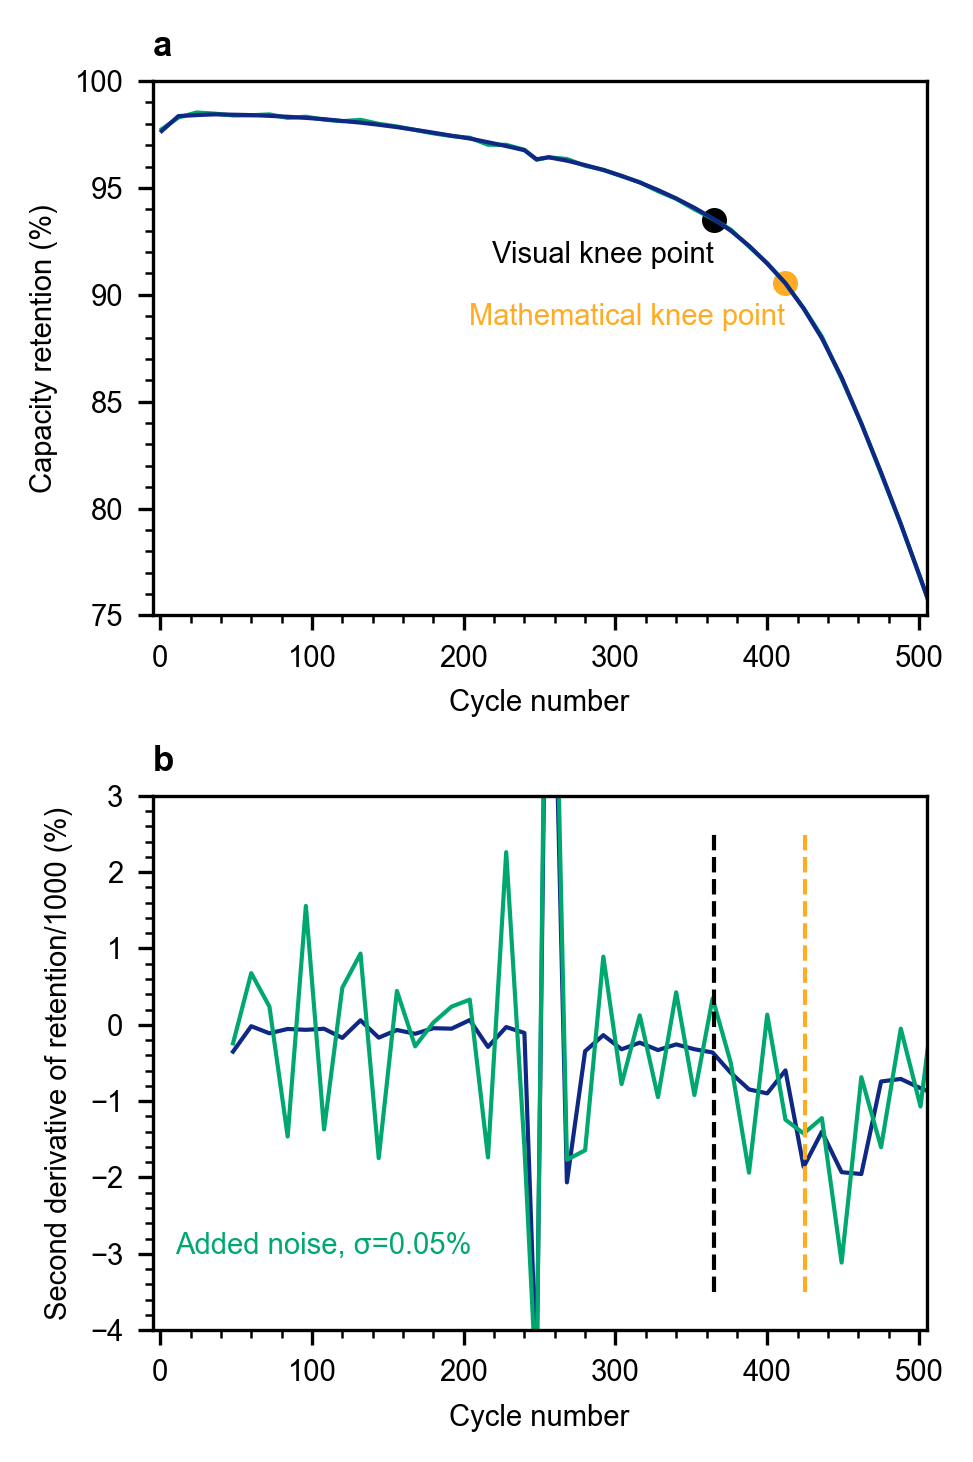 a
100
95
90
85
80
75
Capacity retention (%)
Visual knee point
Mathematical knee point
0 100 200 300 400 500
Cycle number
b
3
2
1
0
−1
−2
−3
−4
Second derivative of retention/1000 (%)
Added noise, σ=0.05%
0 100 200 300 400 500
Cycle number